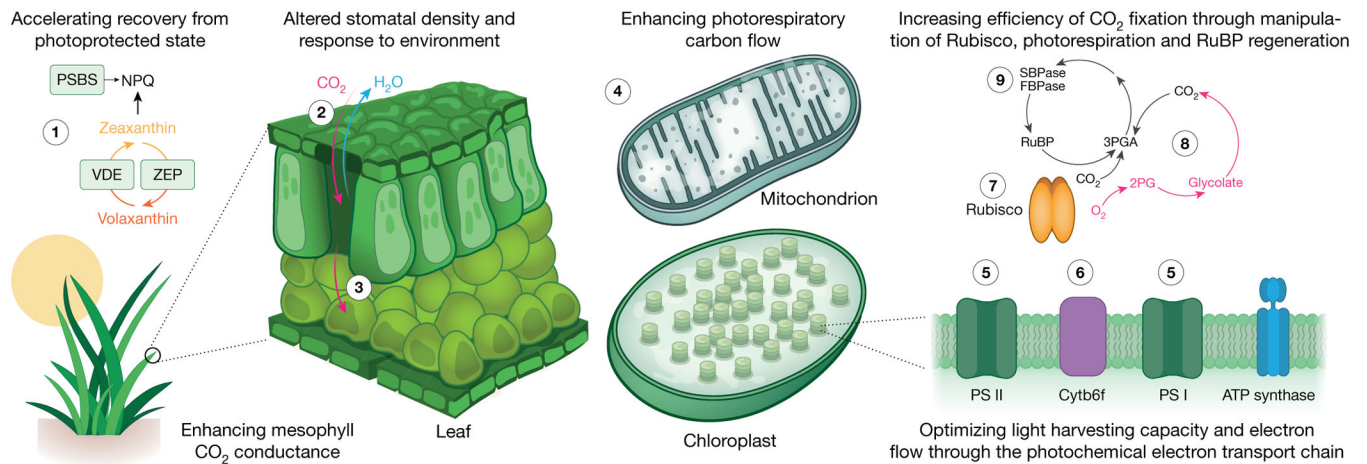 Accelerating recovery from
photoprotected state
PSBS
NPQ
1
Zeaxanthin
VDE
ZEP
Volaxanthin
Altered stomatal density and
response to environment
CO₂
H₂O
2
3
Enhancing mesophyll
CO₂ conductance
Leaf
Enhancing photorespiratory
carbon flow
4
Mitochondrion
Chloroplast
Increasing efficiency of CO₂ fixation through manipula-
tion of Rubisco, photorespiration and RuBP regeneration
9
SBPase
FBPase
CO₂
RuBP
3PGA
8
7
CO₂
2PG
Glycolate
Rubisco
O₂
5
6
5
PS II
Cytb6f
PS I
ATP synthase
Optimizing light harvesting capacity and electron
flow through the photochemical electron transport chain